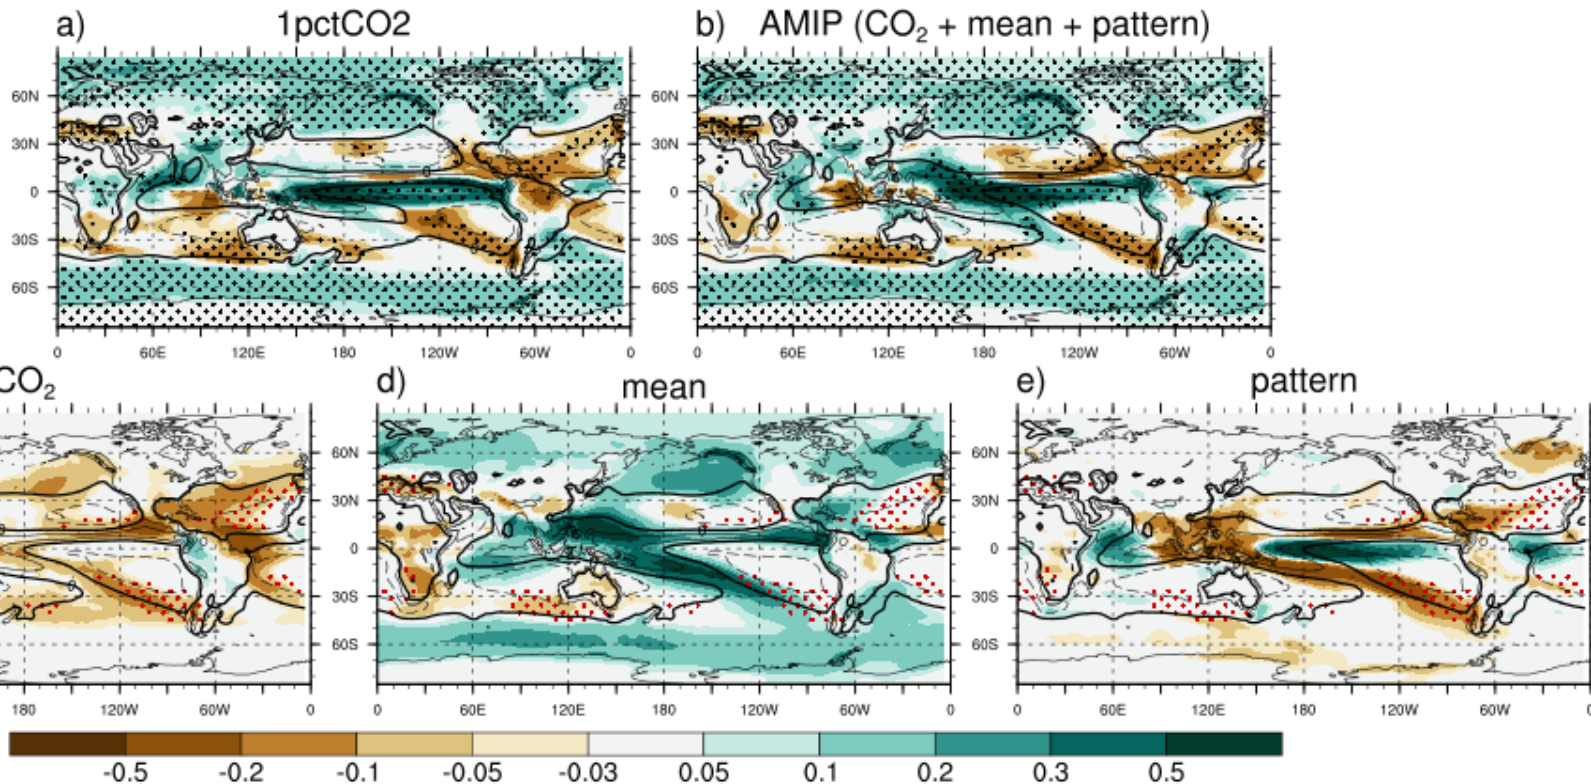 a) 1pctCO₂ b) AMIP (CO₂ + mean + pattern)
60N
30N
0
30S
60S
60N
30N
0
30S
60S
0 60E 120E 180 120W 60W 0 0 60E 120E 180 120W 60W 0
CO₂ d) mean e) pattern
60N
30N
0
30S
60S
60N
30N
0
30S
60S
180 120W 60W 0 0 60E 120E 180 120W 60W 0 0 60E 120E 180 120W 60W 0
-0.5 -0.2 -0.1 -0.05 -0.03 0.05 0.1 0.2 0.3 0.5